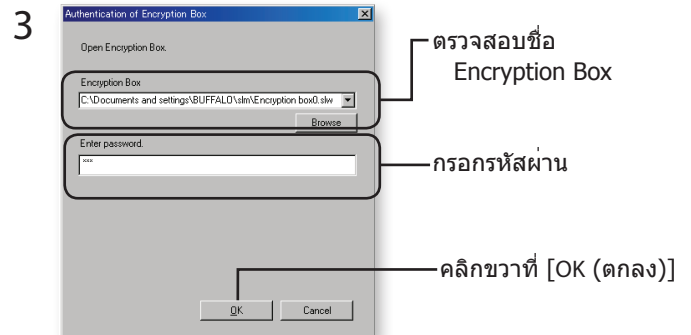 3
Authentication of Encryption Box
Open Encryption Box.
Encryption Box
C:\Documents and settings\BUFFALO\slm\Encryption box0.slw
Browse
Enter password.
xxx
OK
Cancel
ตรวจสอบชื่อ
Encryption Box
กรอกรหัสผ่าน
คลิกขวาที่ [OK (ตกลง)]